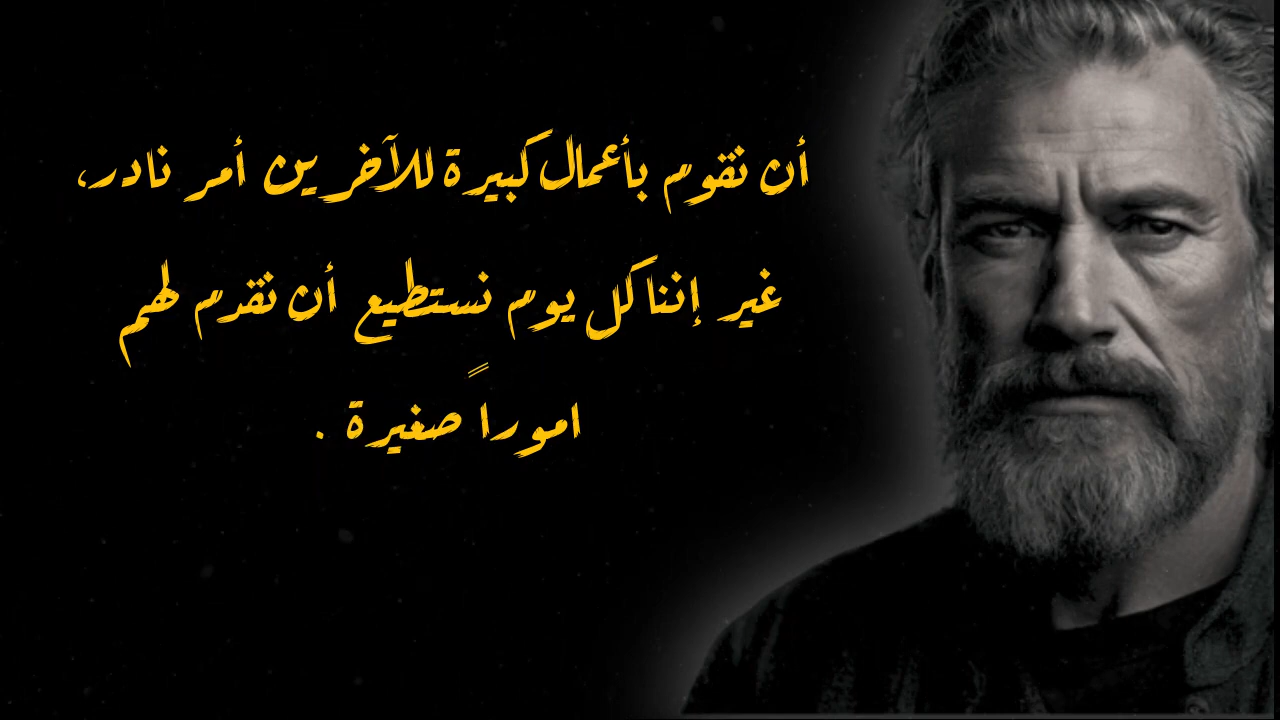 أن نقوم بأعمال كبيرة للآخرين أمر نادر،
غير إننا كل يوم نستطيع أن نقدم لهم
اموراً صغيرة .